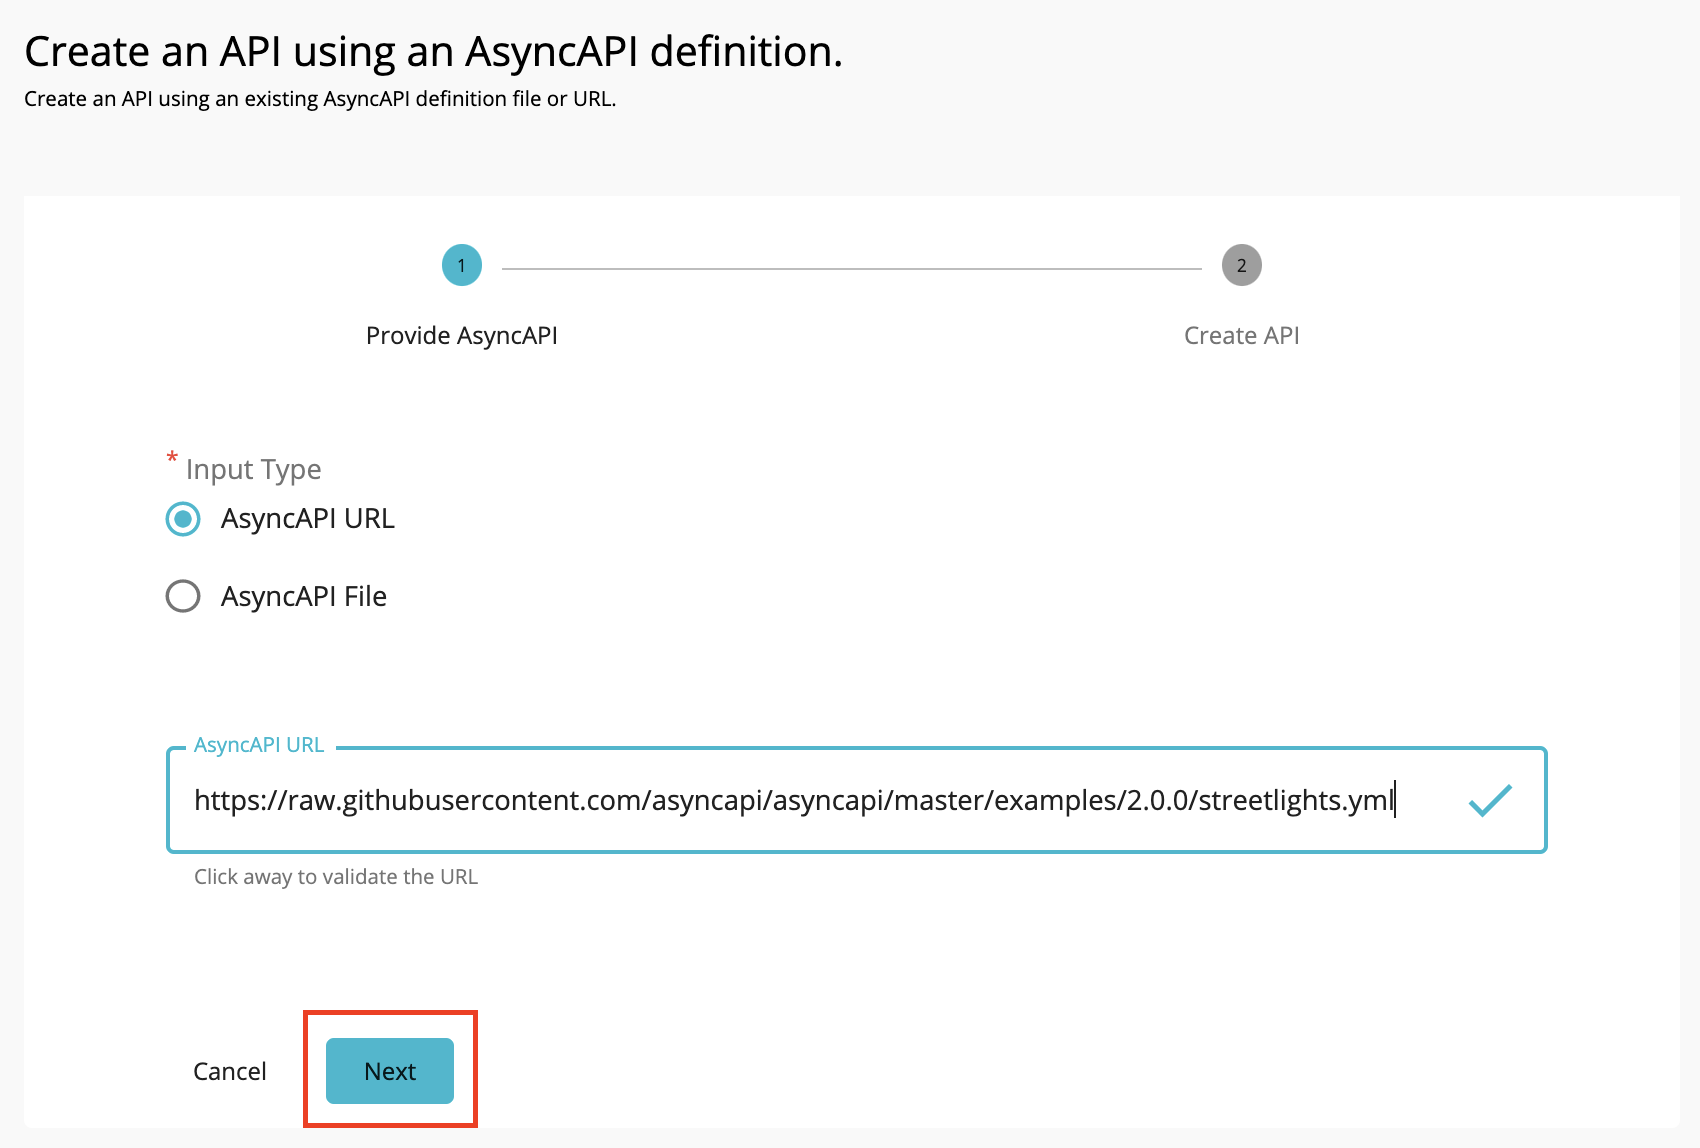 Create an API using an AsyncAPI definition.
Create an API using an existing AsyncAPI definition file or URL.
1
2
Provide AsyncAPI
Create API
* Input Type
AsyncAPI URL
AsyncAPI File
AsyncAPI URL
https://raw.githubusercontent.com/asyncapi/asyncapi/master/examples/2.0.0/streetlights.yml
Click away to validate the URL
Cancel
Next